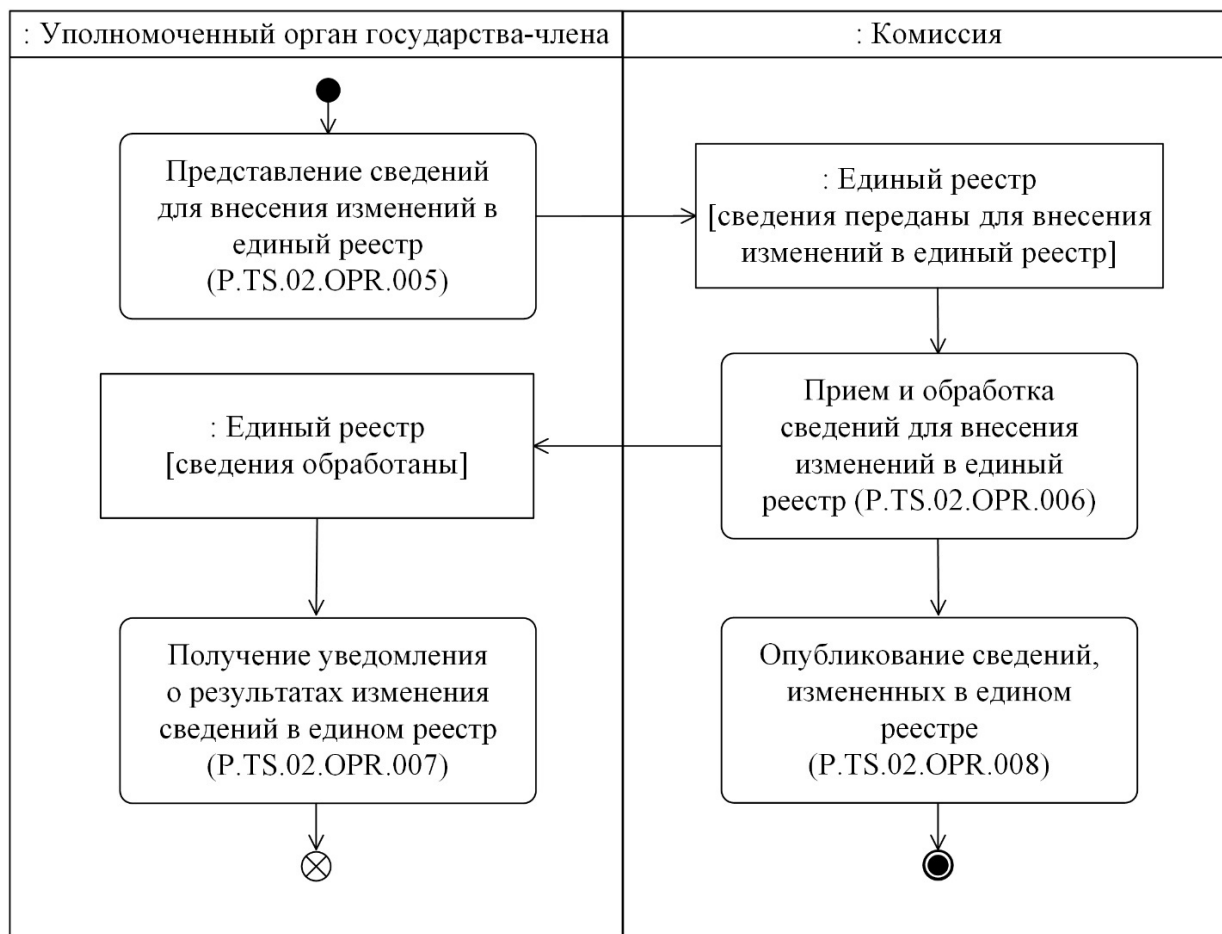 : Уполномоченный орган государства-члена
: Комиссия
Представление сведений
для внесения изменений в
единый реестр
(P.TS.02.OPR.005)
: Единый реестр
[сведения переданы для внесения
изменений в единый реестр]
Прием и обработка
сведений для внесения
изменений в единый
реестр (P.TS.02.OPR.006)
: Единый реестр
[сведения обработаны]
Получение уведомления
о результатах изменения
сведений в едином реестр
(P.TS.02.OPR.007)
Опубликование сведений,
измененных в едином
реестре
(P.TS.02.OPR.008)